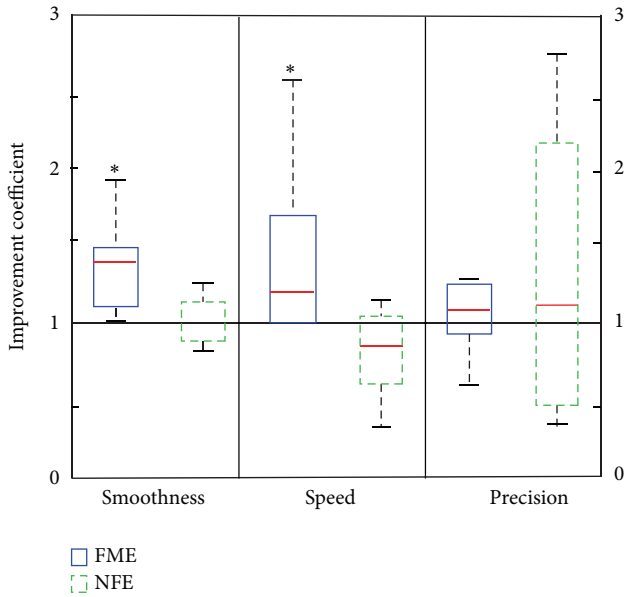 Improvement coefficient
3
2
1
0
3
2
1
0
*
*
Smoothness
Speed
Precision
FME
NFE